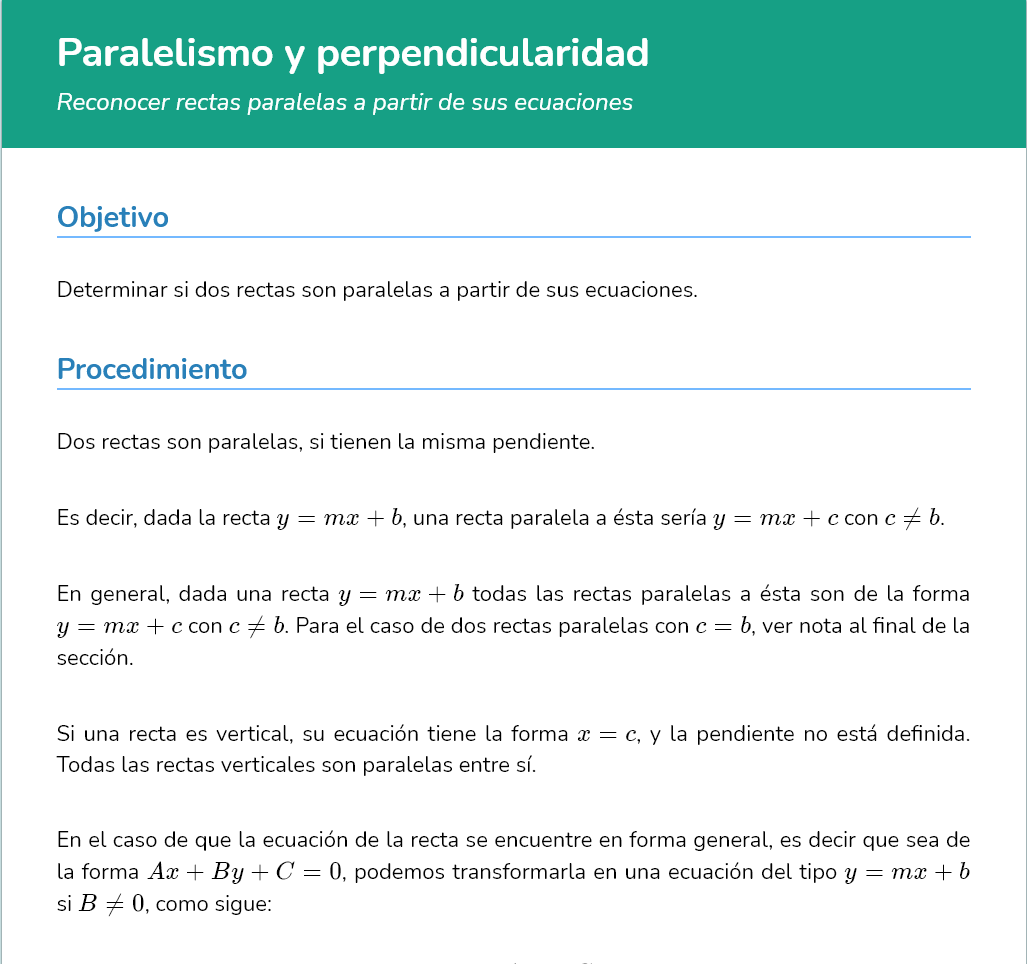 Paralelismo y perpendicularidad
Reconocer rectas paralelas a partir de sus ecuaciones
Objetivo
Determinar si dos rectas son paralelas a partir de sus ecuaciones.
Procedimiento
Dos rectas son paralelas, si tienen la misma pendiente.
Es decir, dada la recta y = mx + b, una recta paralela a ésta sería y = mx + c con c ≠ b.
En general, dada una recta y = mx + b todas las rectas paralelas a ésta son de la forma
y = mx + c con c ≠ b. Para el caso de dos rectas paralelas con c = b, ver nota al final de la
sección.
Si una recta es vertical, su ecuación tiene la forma x = c, y la pendiente no está definida.
Todas las rectas verticales son paralelas entre sí.
En el caso de que la ecuación de la recta se encuentre en forma general, es decir que sea de
la forma Ax + By + C = 0, podemos transformarla en una ecuación del tipo y = mx + b
si B ≠ 0, como sigue: